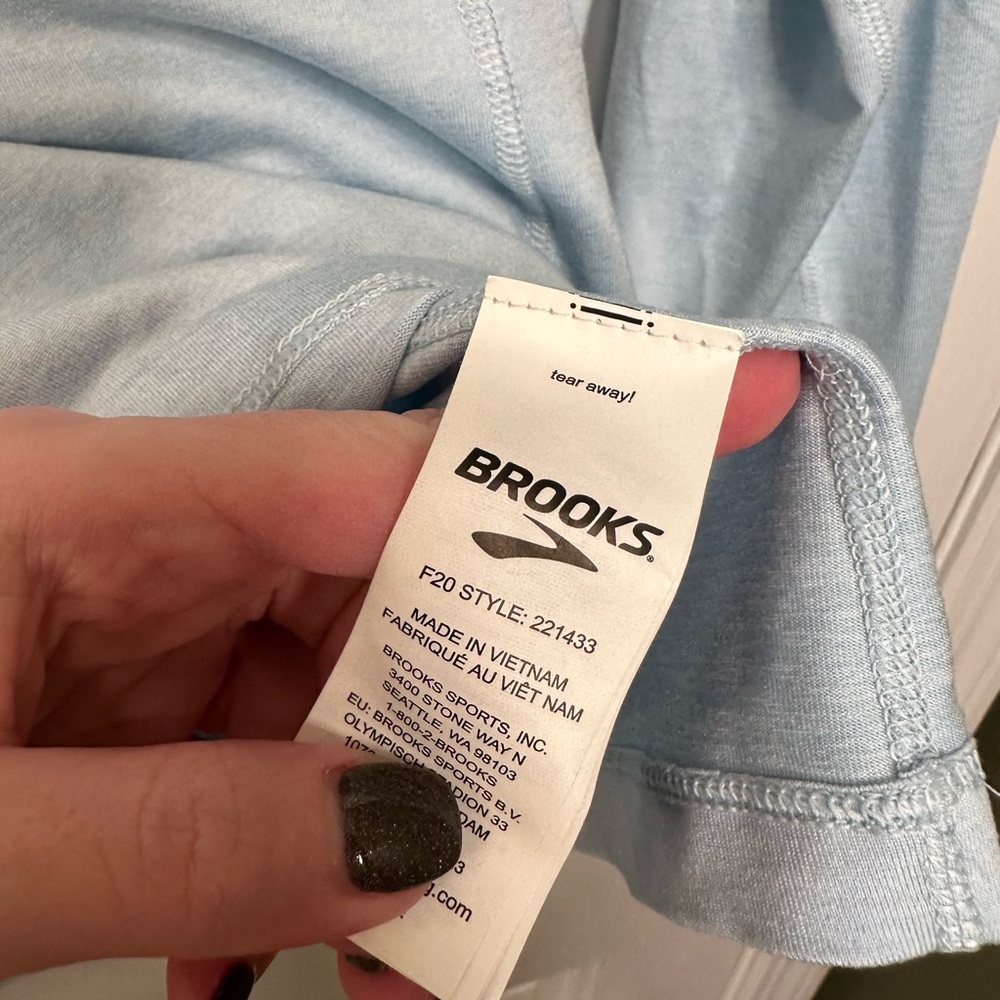 tear away!
BROOKS®
F20 STYLE: 221433
MADE IN VIETNAM
FABRIQUÉ AU VIÊT NAM
BROOKS SPORTS, INC.
3400 STONE WAY N
SEATTLE, WA 98103
1-800-2-BROOKS
EU: BROOKS SPORTS B.V.
OLYMPISCH 33